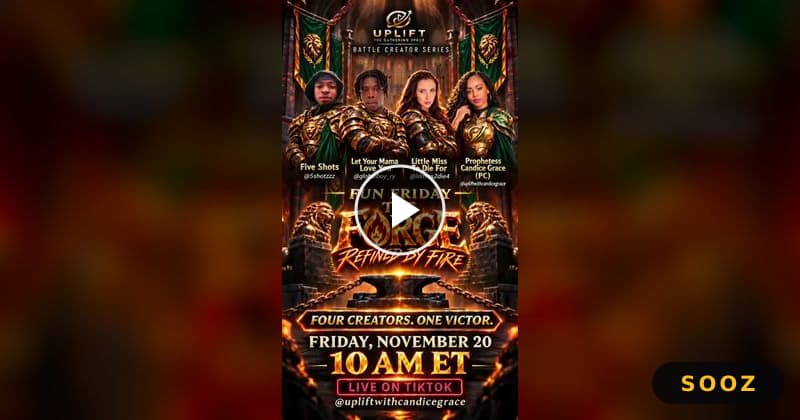 UPLIFT
THE GATHERING SPACE
BATTLE CREATOR SERIES
Five Shots
@5shotzzz
Let Your Mama
Love You
Little Miss
To Die For
Prophetess
Candice Grace
(PC)
@upliftwithcandicegrace
FUN FRIDAY
FORGE
REFINED BY FIRE
FOUR CREATORS. ONE VICTOR.
FRIDAY, NOVEMBER 20
10 AM ET
LIVE ON TIKTOK
@upliftwithcandicegrace
SOOZ